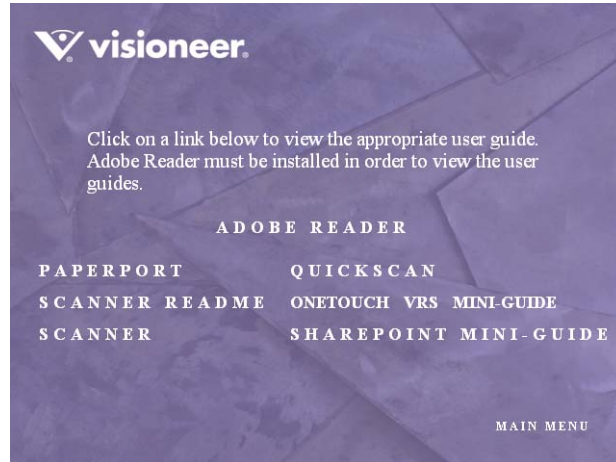 visioneer®
Click on a link below to view the appropriate user guide.
Adobe Reader must be installed in order to view the user
guides.
ADOBE READER
PAPERPORT
QUICKSCAN
SCANNER README
ONETOUCH VRS MINI-GUIDE
SCANNER
SHAREPOINT MINI-GUIDE
MAIN MENU